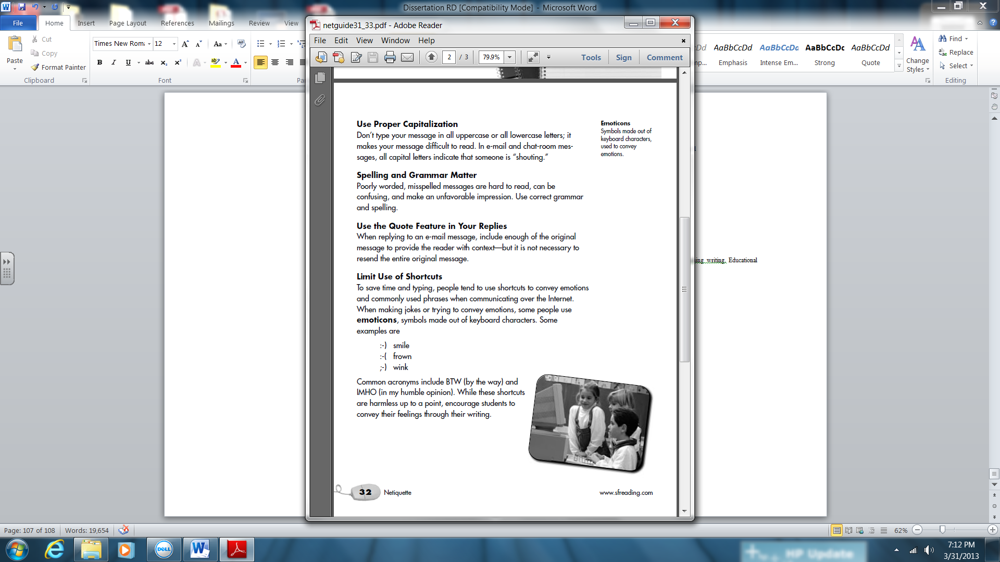 Dissertation RD [Compatibility Mode] - Microsoft Word
File Home Insert Page Layout References Mailings Review View
Paste
Cut
Copy
Format Painter
Clipboard
Times New Roma 12
Font
AaBbCcDd AaBbCcDd AaBbCcDc AaBbCcDd
Emphasis Intense Em... Strong Quote
Change
Styles
Find
Replace
Select
Editing
netguide31_33.pdf - Adobe Reader
File Edit View Window Help
2 / 3 79.9% Tools Sign Comment
Use Proper Capitalization
Don't type your message in all uppercase or all lowercase letters; it
makes your message difficult to read. In e-mail and chat-room mes-
sages, all capital letters indicate that someone is “shouting.”
Emoticons
Symbols made out of
keyboard characters,
used to convey
emotions.
Spelling and Grammar Matter
Poorly worded, misspelled messages are hard to read, can be
confusing, and make an unfavorable impression. Use correct grammar
and spelling.
Use the Quote Feature in Your Replies
When replying to an e-mail message, include enough of the original
message to provide the reader with context—but it is not necessary to
resend the entire original message.
Limit Use of Shortcuts
To save time and typing, people tend to use shortcuts to convey emotions
and commonly used phrases when communicating over the Internet.
When making jokes or trying to convey emotions, some people use
emoticons, symbols made out of keyboard characters. Some
examples are
:-) smile
:-( frown
;-) wink
Common acronyms include BTW (by the way) and
IMHO (in my humble opinion). While these shortcuts
are harmless up to a point, encourage students to
convey their feelings through their writing.
32 Netiquette www.sfreading.com
writing, Educational
Page: 107 of 108 Words: 19,654
62%
DELL
HP Update
7:12 PM
3/31/2013